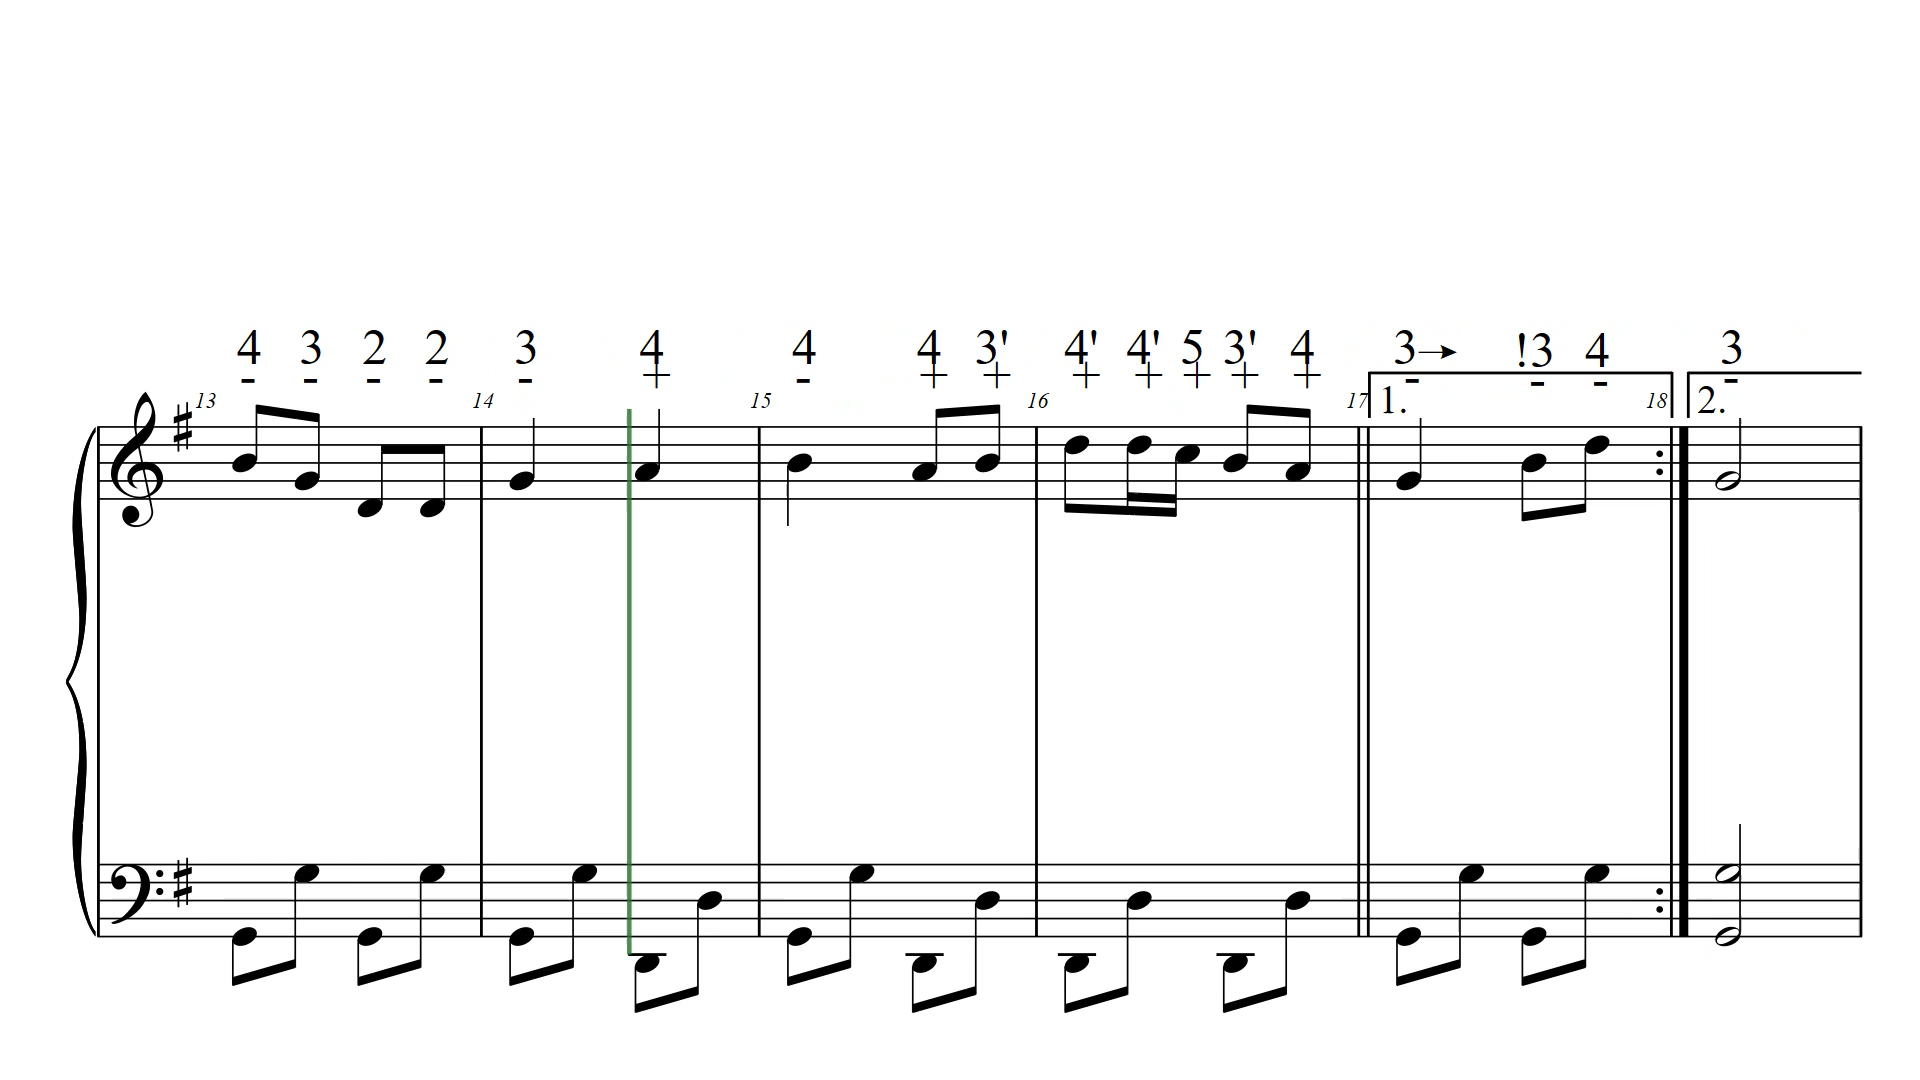 4 3 2 2 3 4 4 4 3' 4' 4' 5 3' 4 3→ !3 4 3
- - - - - + - + + + + + + + - - - -
13 14 15 16 17 1. 18 2.